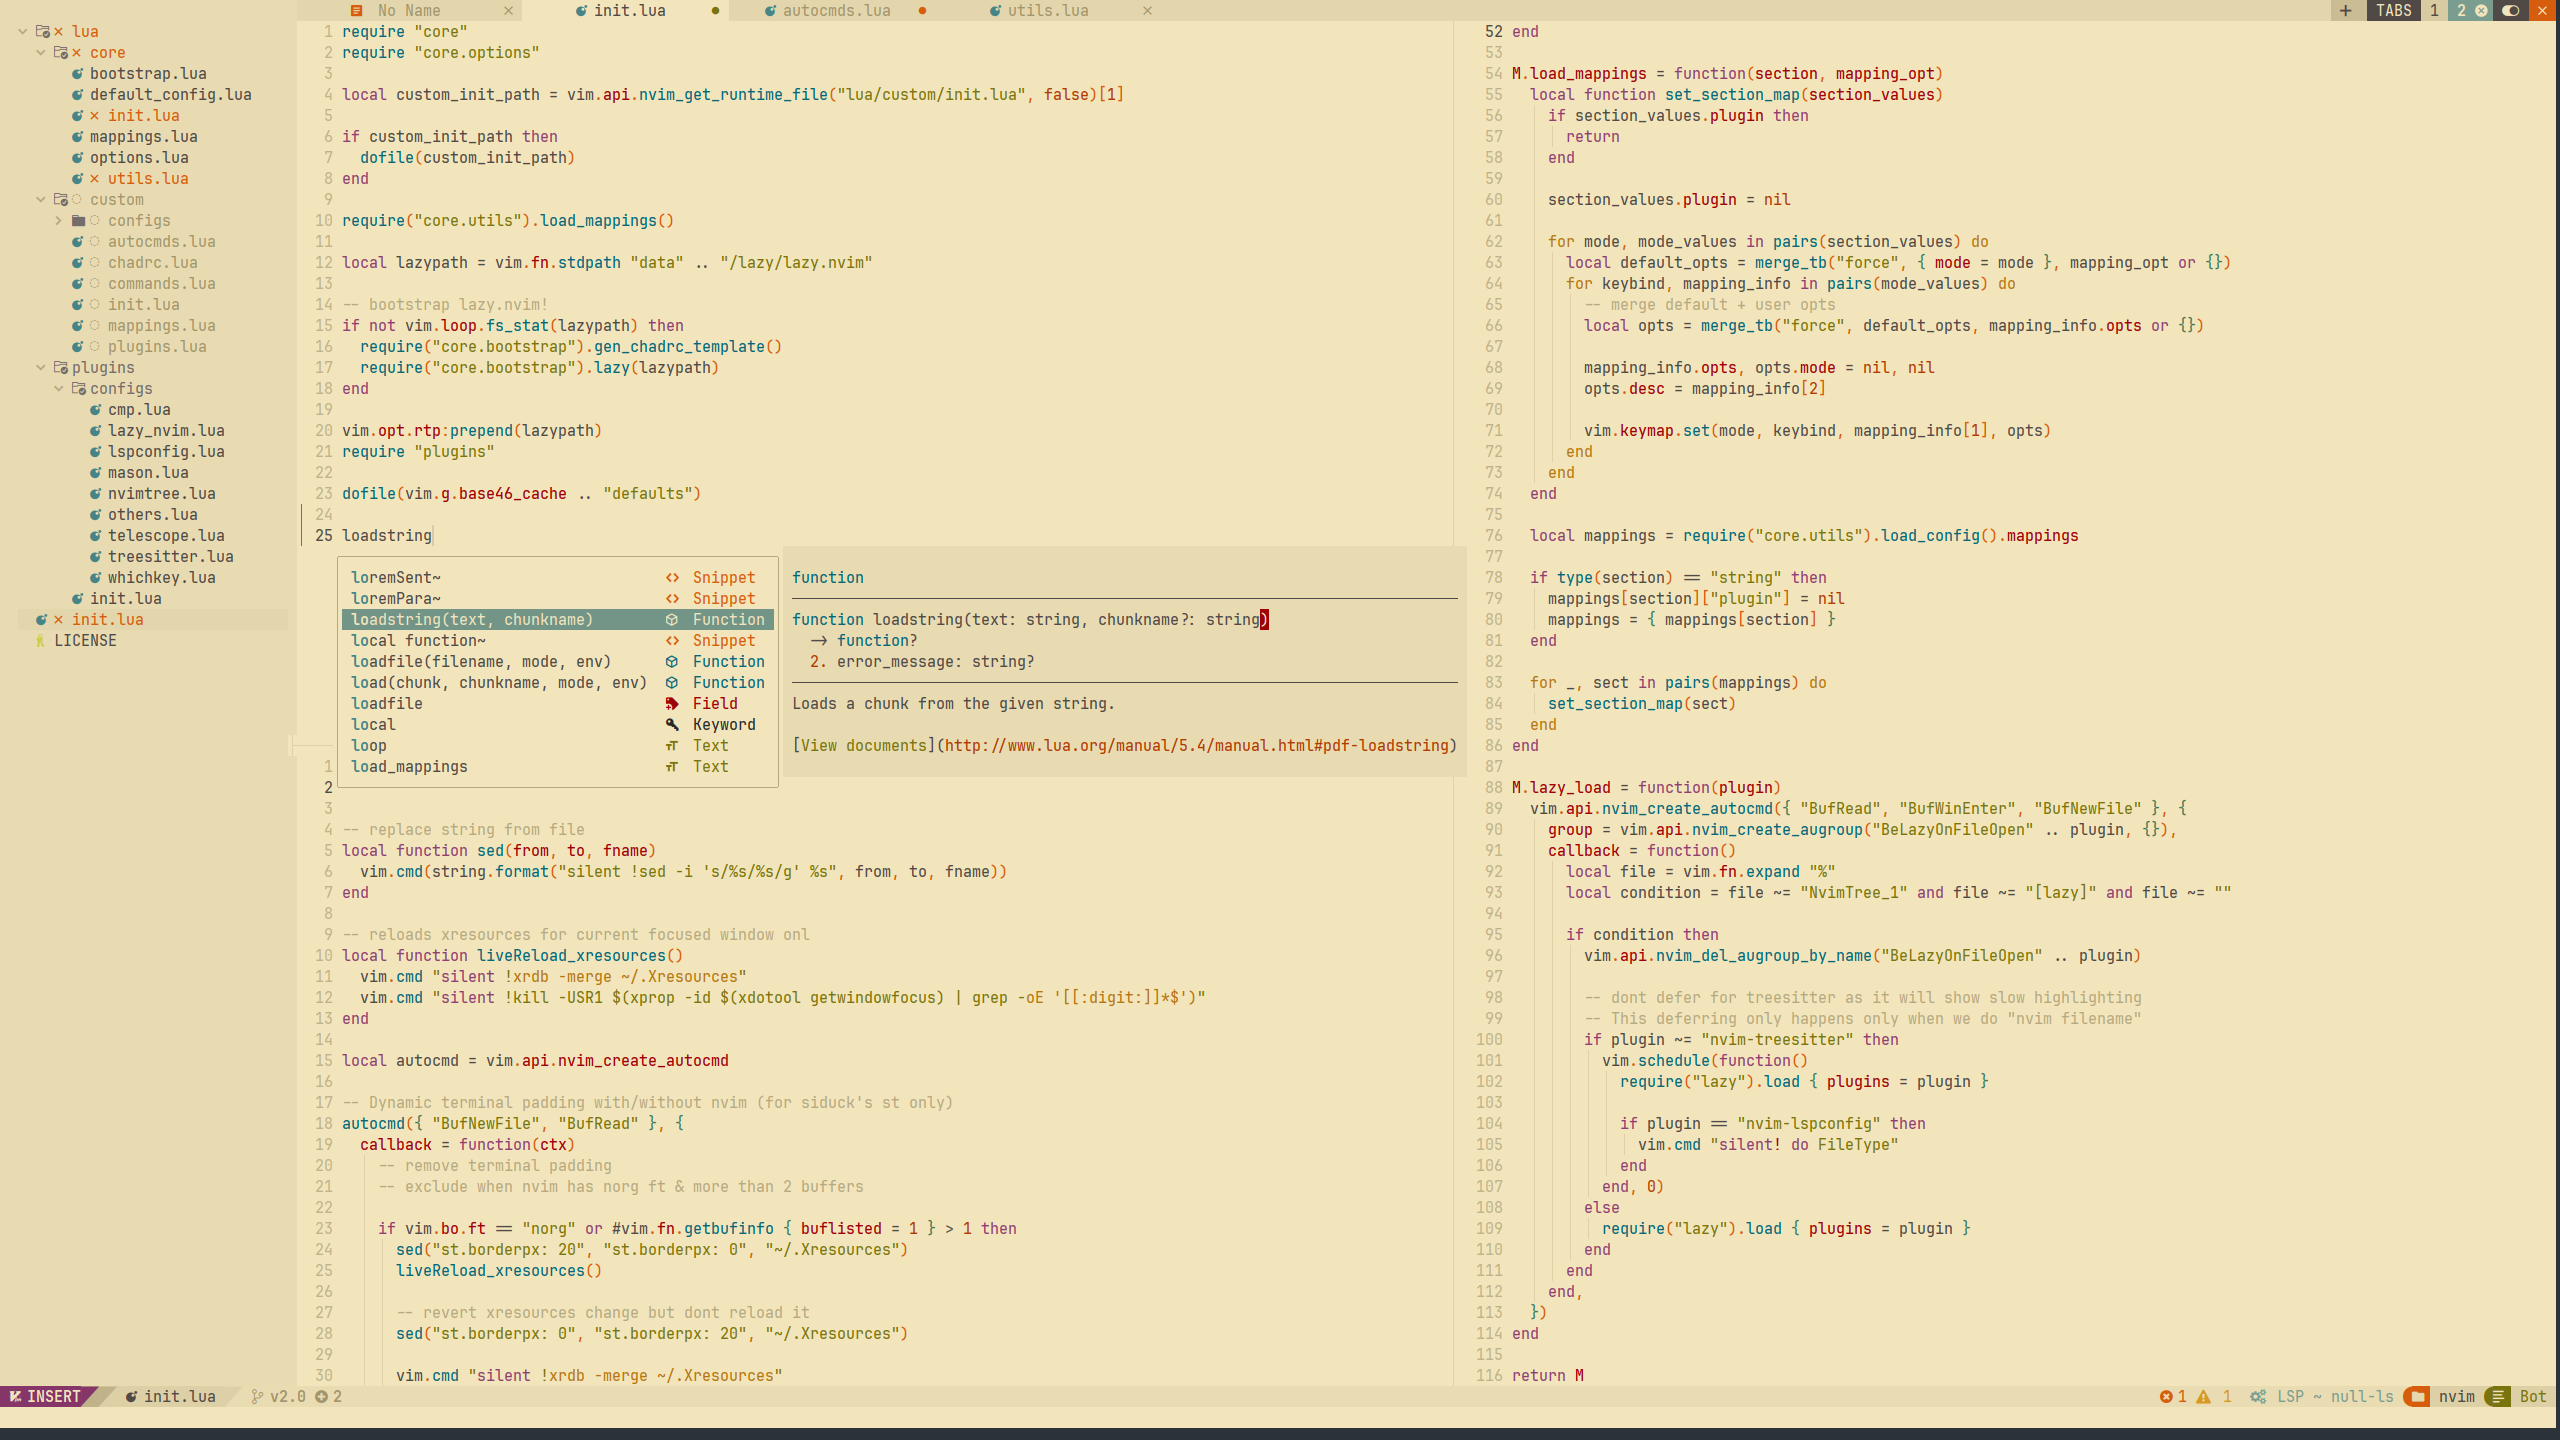 No Name
init.lua
autocmds.lua
utils.lua
TABS 1 2
lua
core
bootstrap.lua
default_config.lua
init.lua
mappings.lua
options.lua
utils.lua
custom
configs
autocmds.lua
chadrc.lua
commands.lua
init.lua
mappings.lua
plugins.lua
plugins
configs
cmp.lua
lazy_nvim.lua
lspconfig.lua
mason.lua
nvimtree.lua
others.lua
telescope.lua
treesitter.lua
whichkey.lua
init.lua
init.lua
LICENSE
1 require "core"
2 require "core.options"
3
4 local custom_init_path = vim.api.nvim_get_runtime_file("lua/custom/init.lua", false)[1]
5
6 if custom_init_path then
7   dofile(custom_init_path)
8 end
9
10 require("core.utils").load_mappings()
11
12 local lazypath = vim.fn.stdpath "data" .. "/lazy/lazy.nvim"
13
14 -- bootstrap lazy.nvim!
15 if not vim.loop.fs_stat(lazypath) then
16   require("core.bootstrap").gen_chadrc_template()
17   require("core.bootstrap").lazy(lazypath)
18 end
19
20 vim.opt.rtp:prepend(lazypath)
21 require "plugins"
22
23 dofile(vim.g.base46_cache .. "defaults")
24
25 loadstring
loremSent~ Snippet
loremPara~ Snippet
loadstring(text, chunkname) Function
local function~ Snippet
loadfile(filename, mode, env) Function
load(chunk, chunkname, mode, env) Function
loadfile Field
local Keyword
loop Text
load_mappings Text
function
function loadstring(text: string, chunkname?: string)
  -> function?
  2. error_message: string?
Loads a chunk from the given string.
[View documents](http://www.lua.org/manual/5.4/manual.html#pdf-loadstring)
1
2
3
4 -- replace string from file
5 local function sed(from, to, fname)
6   vim.cmd(string.format("silent !sed -i 's/%s/%s/g' %s", from, to, fname))
7 end
8
9 -- reloads xresources for current focused window onl
10 local function liveReload_xresources()
11   vim.cmd "silent !xrdb -merge ~/.Xresources"
12   vim.cmd "silent !kill -USR1 $(xprop -id $(xdotool getwindowfocus) | grep -oE '[[:digit:]]*$')"
13 end
14
15 local autocmd = vim.api.nvim_create_autocmd
16
17 -- Dynamic terminal padding with/without nvim (for siduck's st only)
18 autocmd({ "BufNewFile", "BufRead" }, {
19   callback = function(ctx)
20     -- remove terminal padding
21     -- exclude when nvim has norg ft & more than 2 buffers
22
23     if vim.bo.ft == "norg" or #vim.fn.getbufinfo { buflisted = 1 } > 1 then
24       sed("st.borderpx: 20", "st.borderpx: 0", "~/.Xresources")
25       liveReload_xresources()
26
27       -- revert xresources change but dont reload it
28       sed("st.borderpx: 0", "st.borderpx: 20", "~/.Xresources")
29
30       vim.cmd "silent !xrdb -merge ~/.Xresources"
52 end
53
54 M.load_mappings = function(section, mapping_opt)
55   local function set_section_map(section_values)
56     if section_values.plugin then
57       return
58     end
59
60     section_values.plugin = nil
61
62     for mode, mode_values in pairs(section_values) do
63       local default_opts = merge_tb("force", { mode = mode }, mapping_opt or {})
64       for keybind, mapping_info in pairs(mode_values) do
65         -- merge default + user opts
66         local opts = merge_tb("force", default_opts, mapping_info.opts or {})
67
68         mapping_info.opts, opts.mode = nil, nil
69         opts.desc = mapping_info[2]
70
71         vim.keymap.set(mode, keybind, mapping_info[1], opts)
72       end
73     end
74   end
75
76   local mappings = require("core.utils").load_config().mappings
77
78   if type(section) == "string" then
79     mappings[section]["plugin"] = nil
80     mappings = { mappings[section] }
81   end
82
83   for _, sect in pairs(mappings) do
84     set_section_map(sect)
85   end
86 end
87
88 M.lazy_load = function(plugin)
89   vim.api.nvim_create_autocmd({ "BufRead", "BufWinEnter", "BufNewFile" }, {
90     group = vim.api.nvim_create_augroup("BeLazyOnFileOpen" .. plugin, {}),
91     callback = function()
92       local file = vim.fn.expand "%"
93       local condition = file ~= "NvimTree_1" and file ~= "[lazy]" and file ~= ""
94
95       if condition then
96         vim.api.nvim_del_augroup_by_name("BeLazyOnFileOpen" .. plugin)
97
98         -- dont defer for treesitter as it will show slow highlighting
99         -- This deferring only happens only when we do "nvim filename"
100         if plugin ~= "nvim-treesitter" then
101           vim.schedule(function()
102             require("lazy").load { plugins = plugin }
103
104             if plugin == "nvim-lspconfig" then
105               vim.cmd "silent! do FileType"
106             end
107           end, 0)
108         else
109           require("lazy").load { plugins = plugin }
110         end
111       end
112     end,
113   })
114 end
115
116 return M
INSERT init.lua v2.0 2
1 1 LSP ~ null-ls nvim Bot